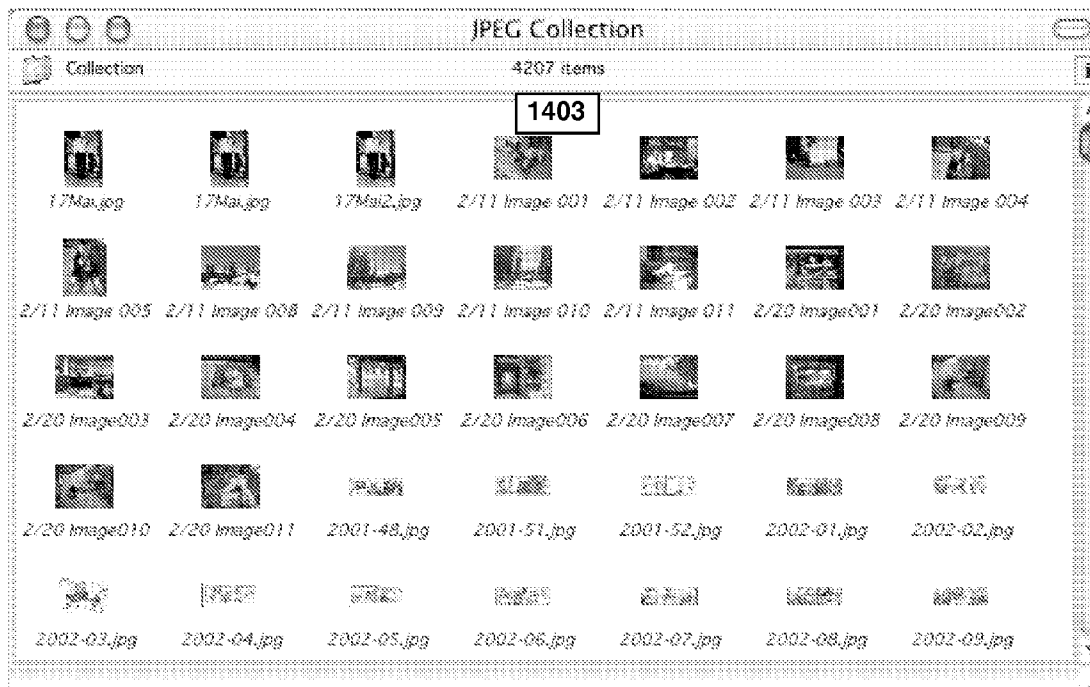 JPEG Collection
Collection 4207 items
1403
17Mai.jpg 17Mai.jpg 17Mai2.jpg 2/11 Image 001 2/11 Image 002 2/11 Image 003 2/11 Image 004
2/11 Image 005 2/11 Image 008 2/11 Image 009 2/11 Image 010 2/11 Image 011 2/20 Image001 2/20 Image002
2/20 Image003 2/20 Image004 2/20 Image005 2/20 Image006 2/20 Image007 2/20 Image008 2/20 Image009
2/20 Image010 2/20 Image011 2001-48.jpg 2001-51.jpg 2001-52.jpg 2002-01.jpg 2002-02.jpg
2002-03.jpg 2002-04.jpg 2002-05.jpg 2002-06.jpg 2002-07.jpg 2002-08.jpg 2002-09.jpg